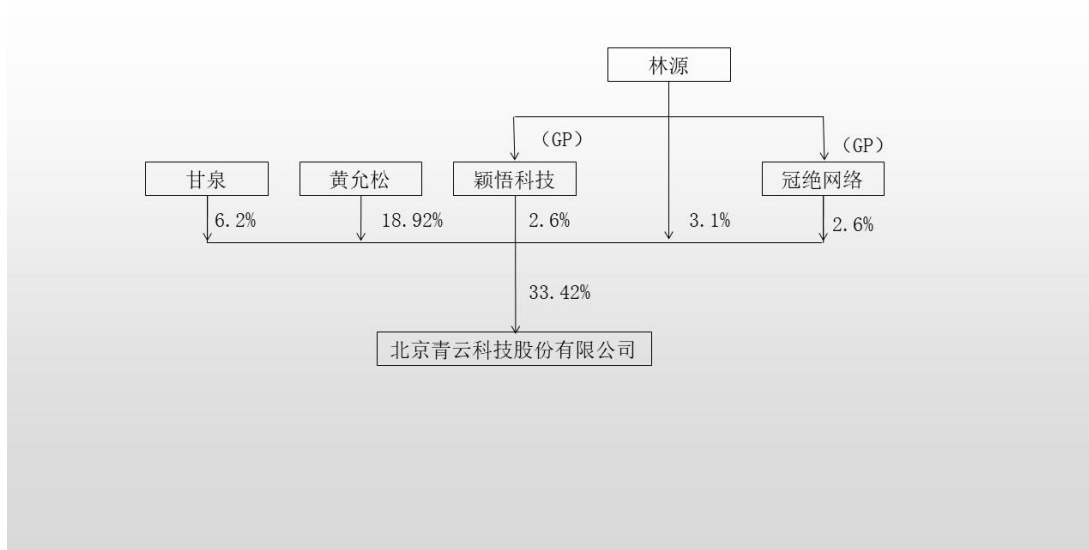 林源
（GP）
（GP）
甘泉
黄允松
颖悟科技
冠绝网络
6.2%
18.92%
2.6%
3.1%
2.6%
33.42%
北京青云科技股份有限公司